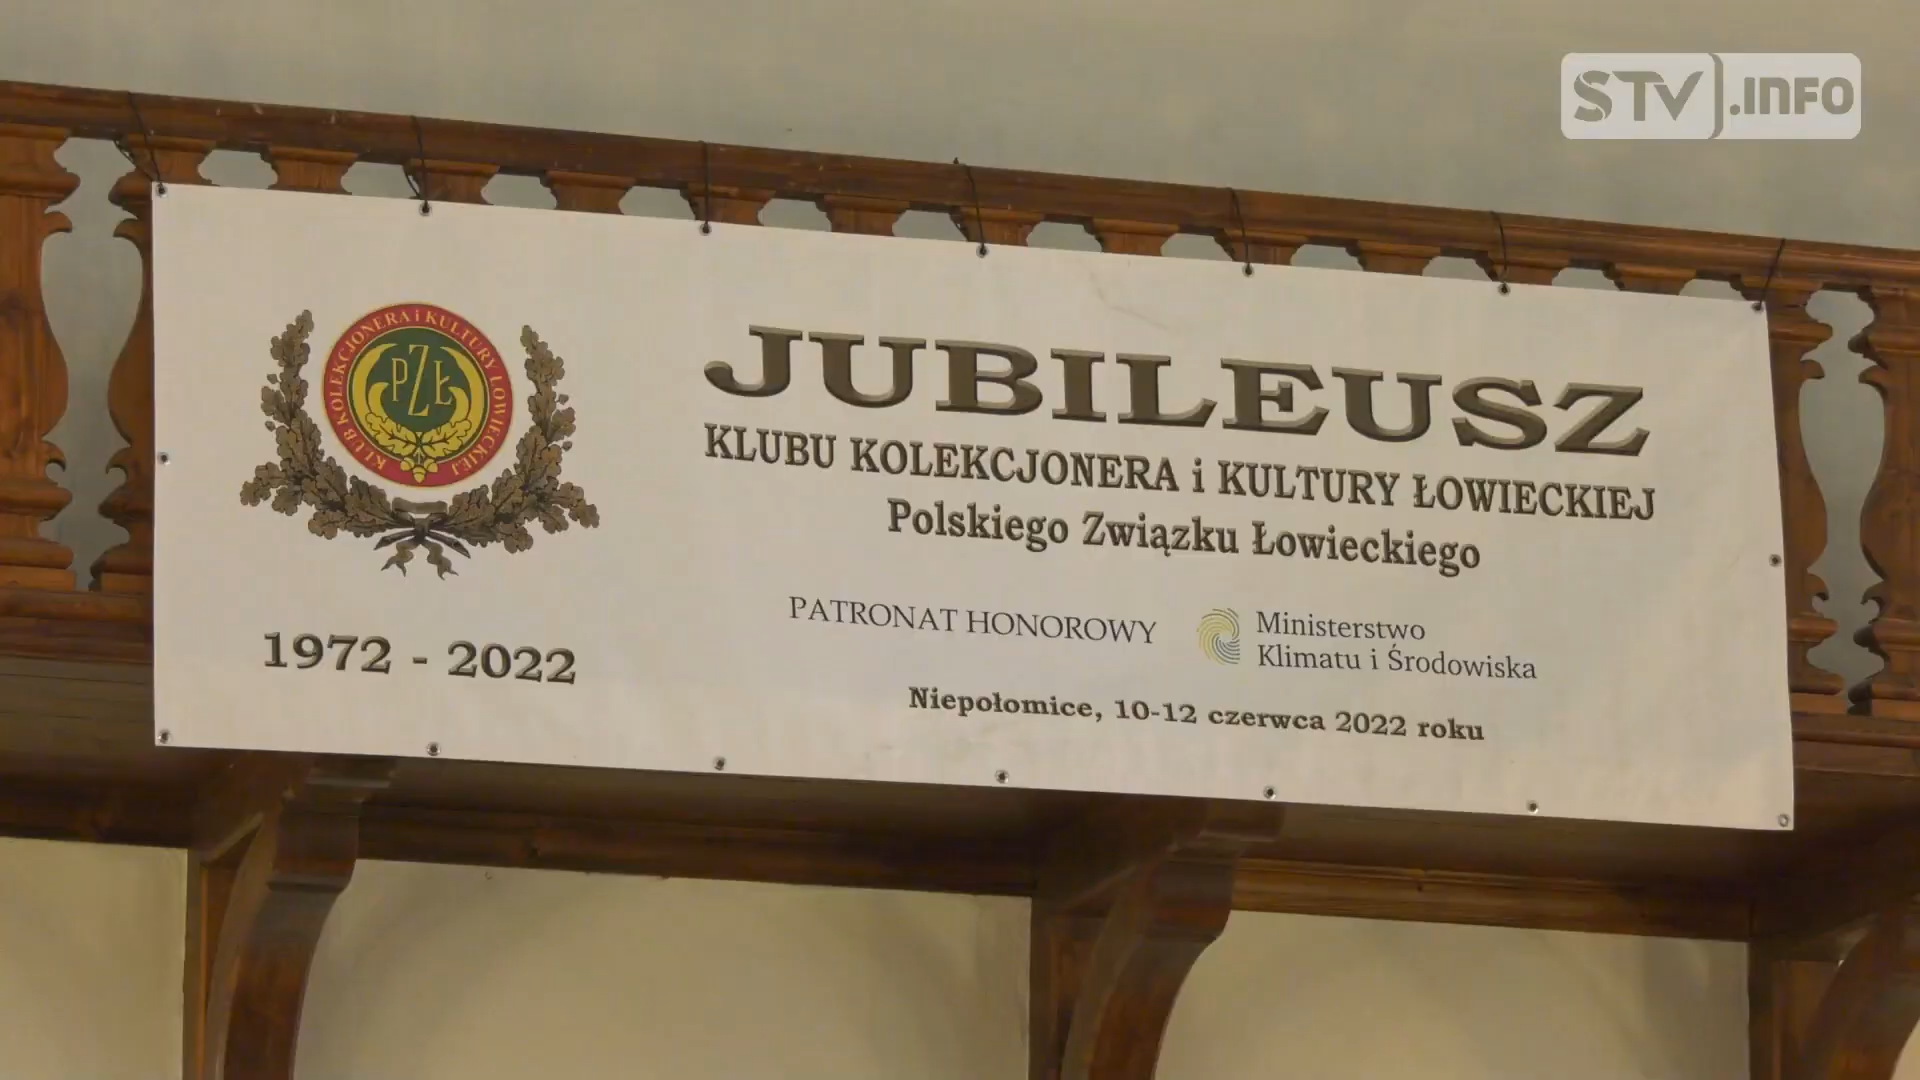 STV.INFO
KLUB KOLEKCJONERA i KULTURY ŁOWIECKIEJ
PZŁ
JUBILEUSZ
KLUBU KOLEKCJONERA i KULTURY ŁOWIECKIEJ
Polskiego Związku Łowieckiego
PATRONAT HONOROWY
Ministerstwo
Klimatu i Środowiska
1972 - 2022
Niepołomice, 10-12 czerwca 2022 roku